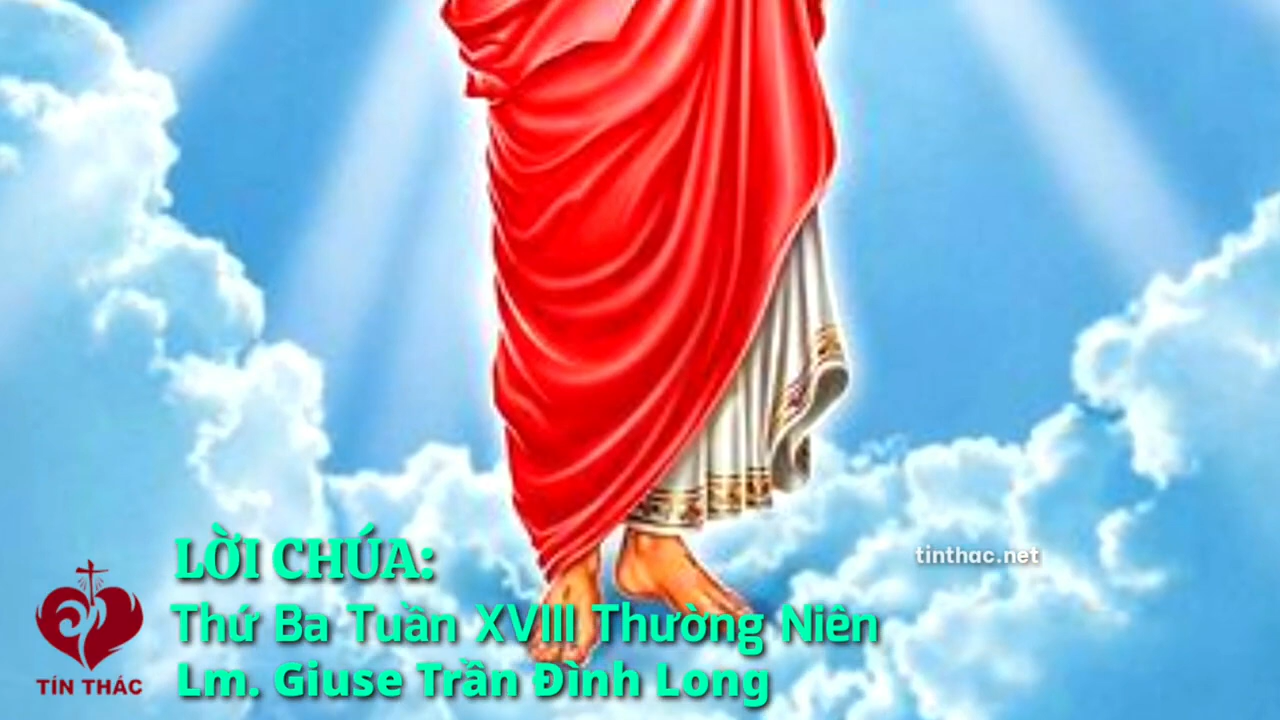 tinthac.net
LỜI CHÚA:
Thứ Ba Tuần XVIII Thường Niên
Lm. Giuse Trần Đình Long
TÍN THÁC